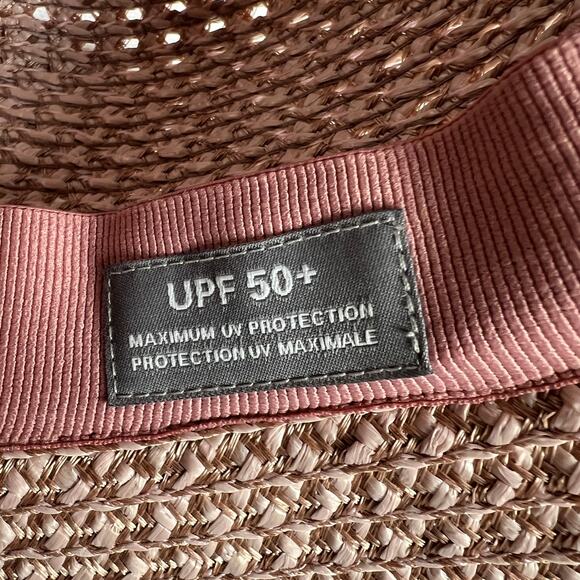 UPF 50+
MAXIMUM UV PROTECTION
PROTECTION UV MAXIMALE